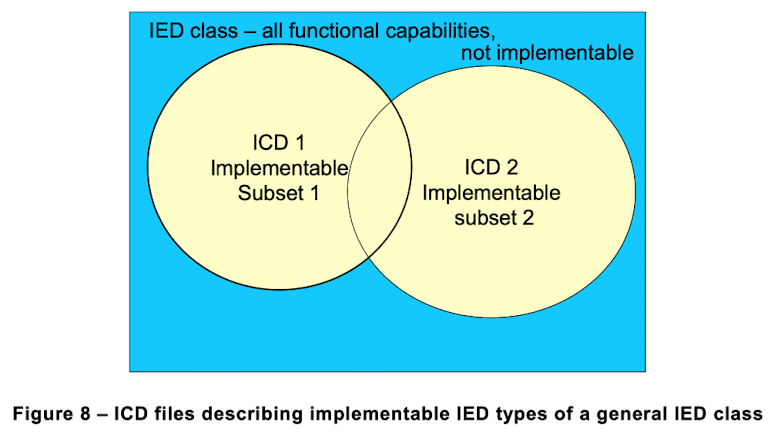 IED class – all functional capabilities,
not implementable
ICD 1
Implementable
Subset 1
ICD 2
Implementable
subset 2
Figure 8 – ICD files describing implementable IED types of a general IED class